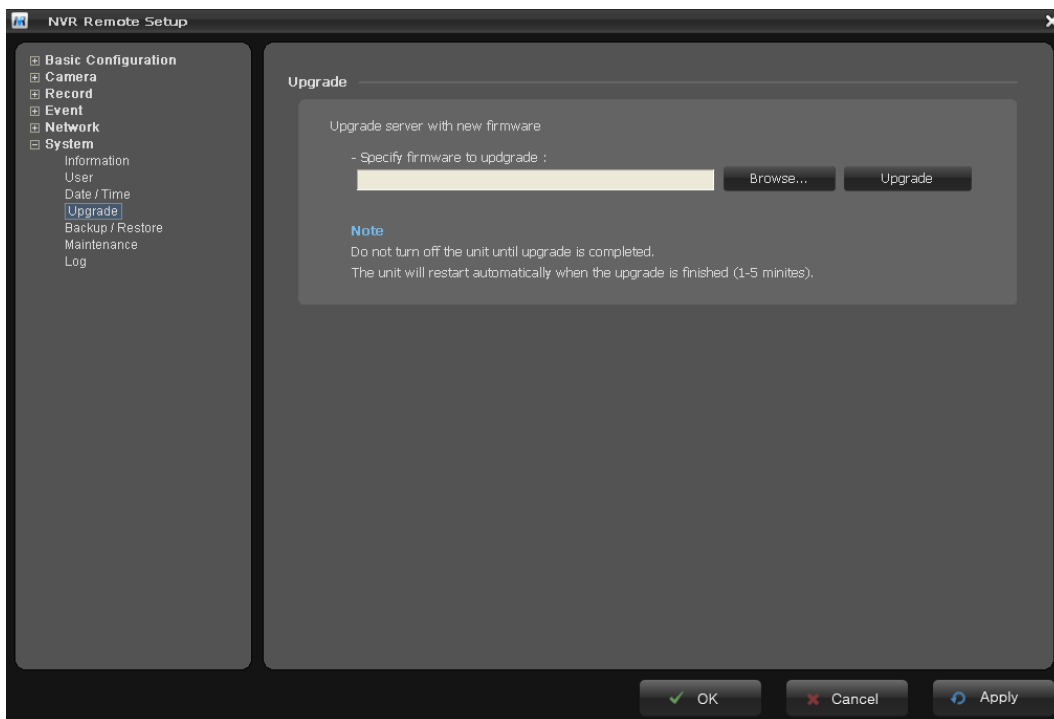 NVR Remote Setup
Basic Configuration
Camera
Record
Event
Network
System
Information
User
Date / Time
Upgrade
Backup / Restore
Maintenance
Log
Upgrade
Upgrade server with new firmware
- Specify firmware to updgrade :
Browse... Upgrade
Note
Do not turn off the unit until upgrade is completed.
The unit will restart automatically when the upgrade is finished (1-5 minites).
OK Cancel Apply